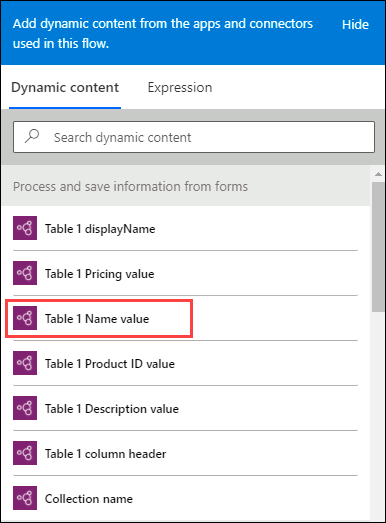 Add dynamic content from the apps and connectors
used in this flow.
Hide
Dynamic content
Expression
Search dynamic content
Process and save information from forms
Table 1 displayName
Table 1 Pricing value
Table 1 Name value
Table 1 Product ID value
Table 1 Description value
Table 1 column header
Collection name